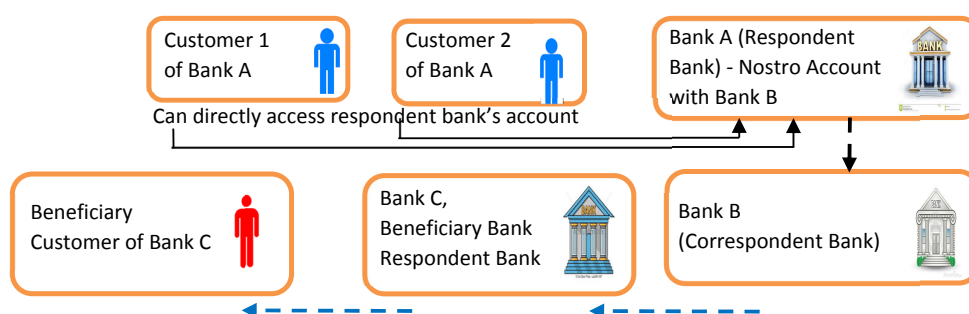 Customer 1
of Bank A
Customer 2
of Bank A
Bank A (Respondent
Bank) - Nostro Account
with Bank B
BANK
Can directly access respondent bank’s account
Beneficiary
Customer of Bank C
Bank C,
Beneficiary Bank
Respondent Bank
BANK
Bank B
(Correspondent Bank)